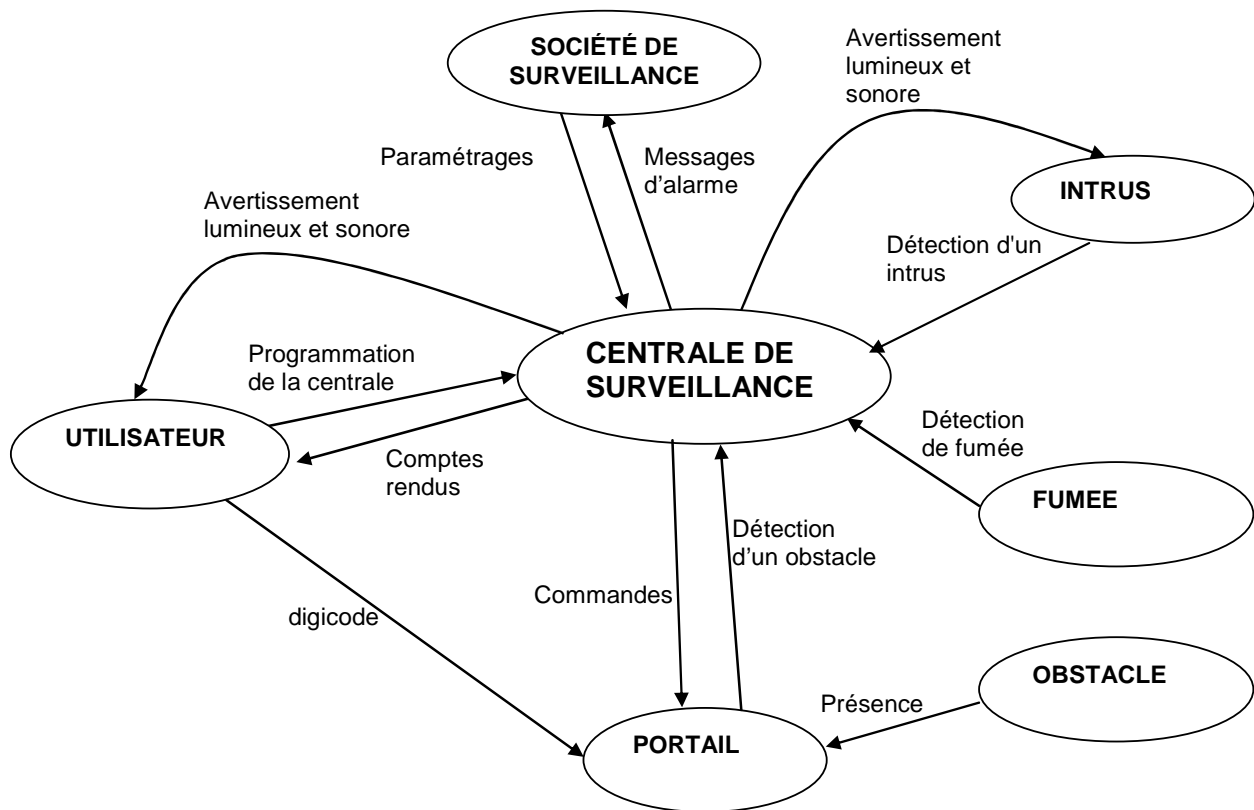 SOCIÉTÉ DE
SURVEILLANCE
Avertissement
lumineux et
sonore
Paramétrages
Messages
d’alarme
INTRUS
Avertissement
lumineux et sonore
Détection d'un
intrus
CENTRALE DE
SURVEILLANCE
Programmation
de la centrale
UTILISATEUR
Comptes
rendus
Détection
de fumée
FUMEE
Détection
d’un obstacle
Commandes
digicode
OBSTACLE
Présence
PORTAIL